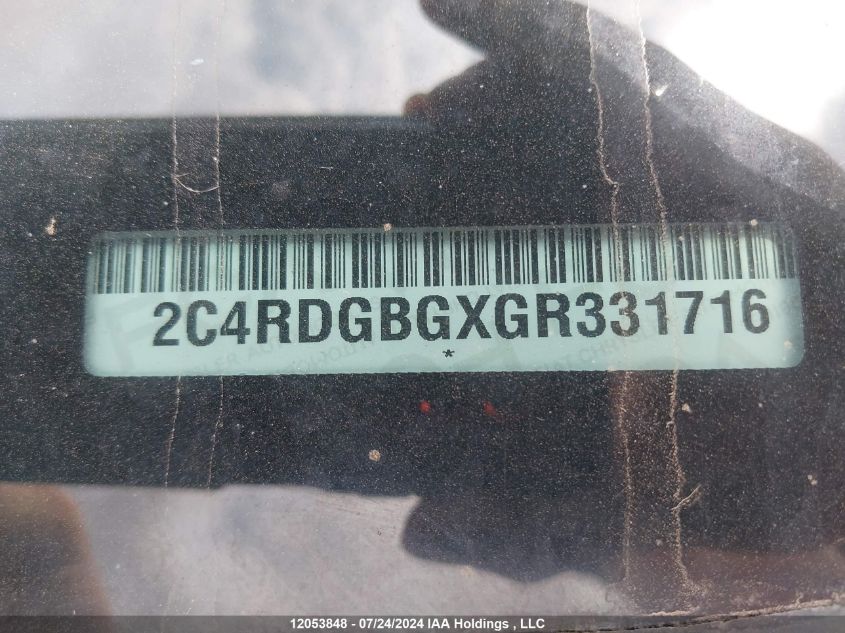 2C4RDGBGXGR331716
*
12053848 - 07/24/2024 IAA Holdings , LLC